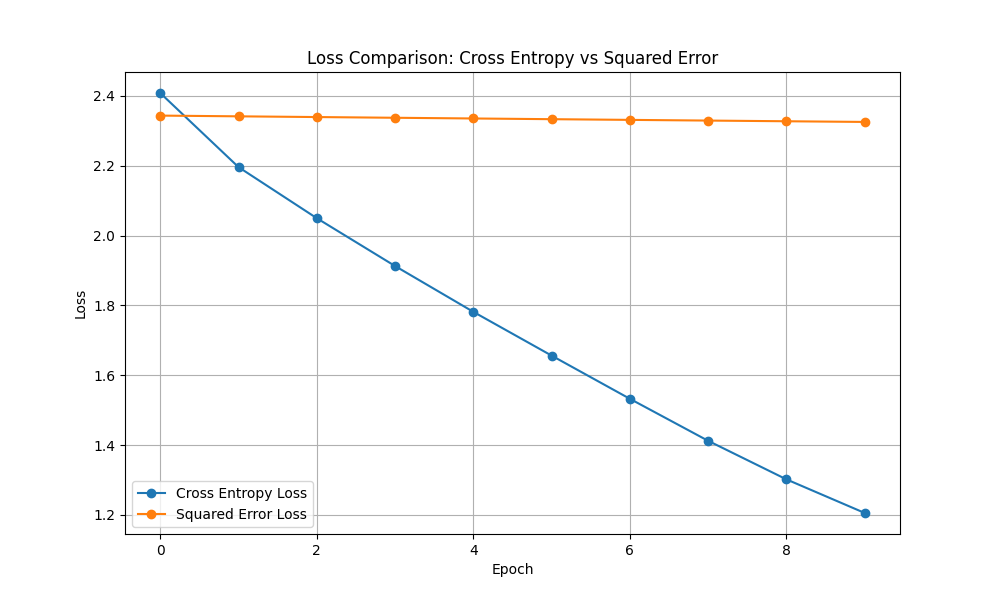 Loss Comparison: Cross Entropy vs Squared Error
2.4
2.2
2.0
1.8
1.6
1.4
1.2
Loss
Cross Entropy Loss
Squared Error Loss
0 2 4 6 8
Epoch